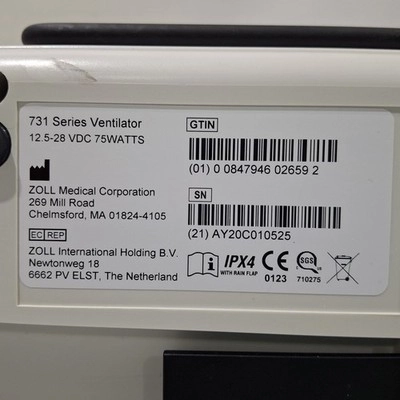 731 Series Ventilator
12.5-28 VDC 75WATTS
ZOLL Medical Corporation
269 Mill Road
Chelmsford, MA 01824-4105
EC REP
ZOLL International Holding B.V.
Newtonweg 18
6662 PV ELST, The Netherland
GTIN
(01) 0 0847946 02659 2
SN
(21) AY20C010525
i
IPX4
WITH RAIN FLAP
CE
0123
SGS
710275